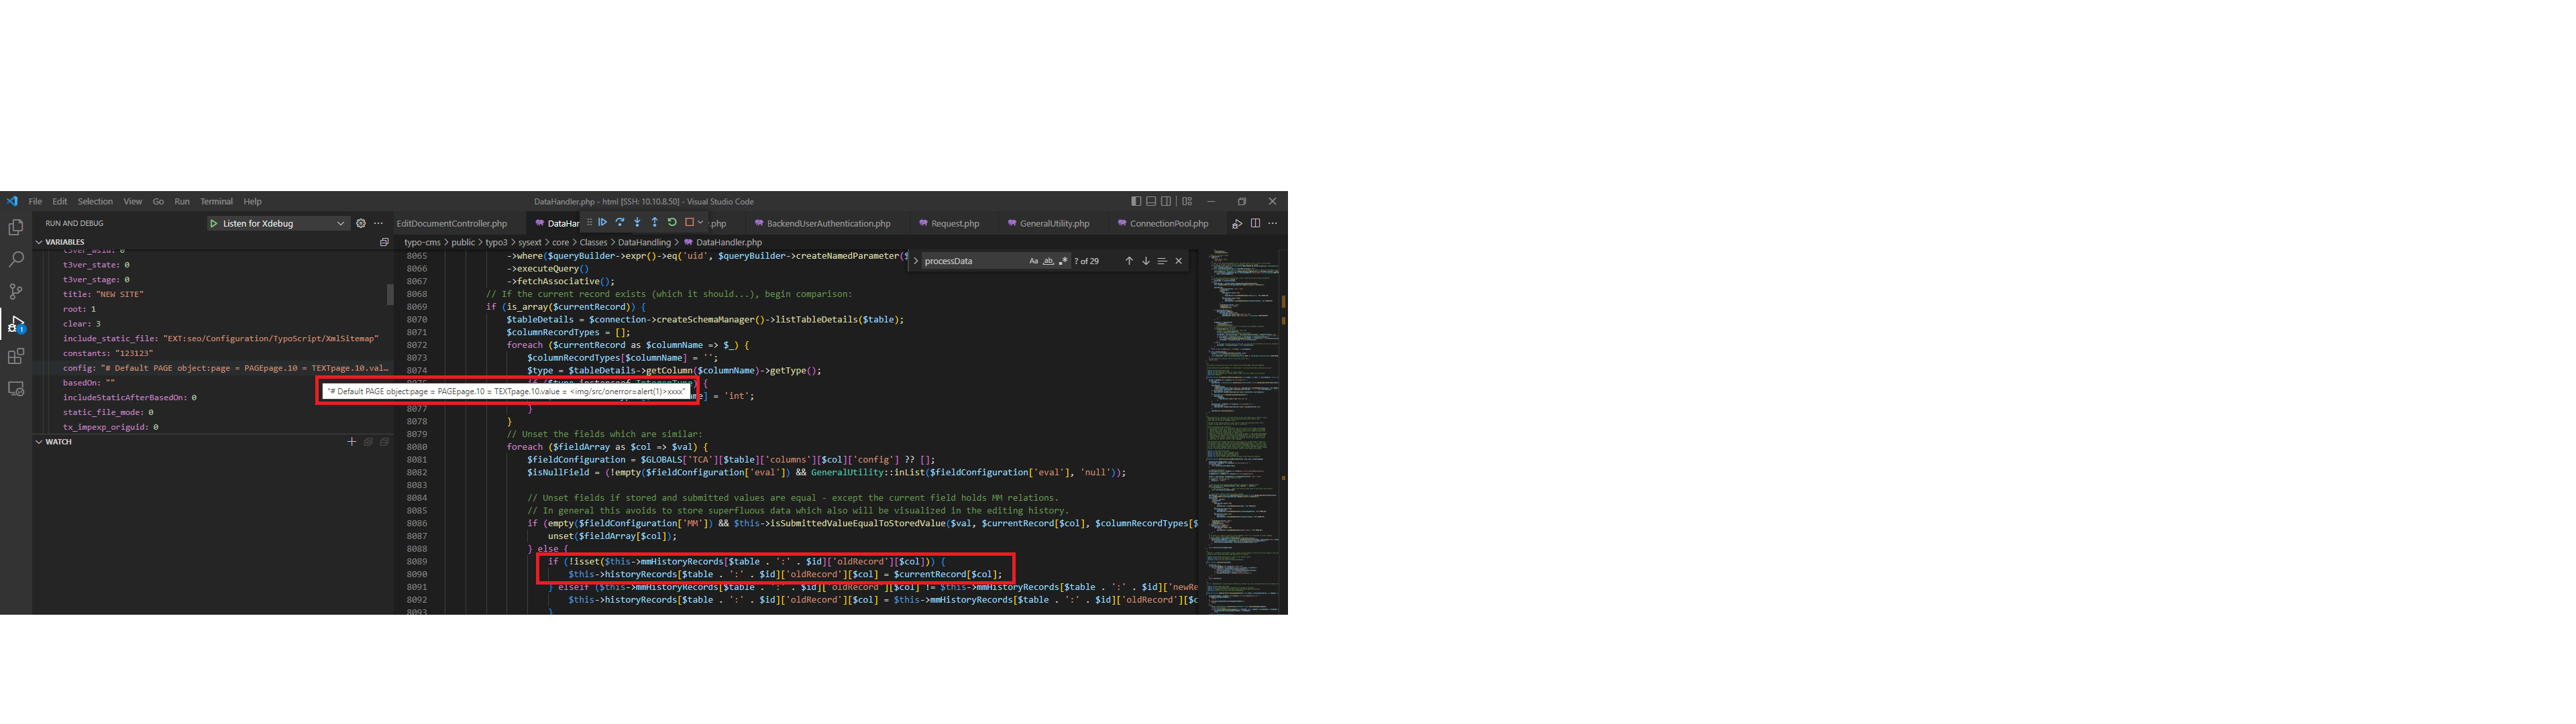 File Edit Selection View Go Run Terminal Help
DataHandler.php - html [SSH: 10.10.8.50] - Visual Studio Code
RUN AND DEBUG
Listen for Xdebug
EditDocumentController.php
DataHar
.php
BackendUserAuthentication.php
Request.php
GeneralUtility.php
ConnectionPool.php
VARIABLES
typo-cms > public > typo3 > sysext > core > Classes > DataHandling > DataHandler.php
processData
Aa ab .* ? of 29
t3ver_wsid: 0
t3ver_state: 0
t3ver_stage: 0
title: "NEW SITE"
root: 1
clear: 3
include_static_file: "EXT:seo/Configuration/TypoScript/XmlSitemap"
constants: "123123"
config: "# Default PAGE object:page = PAGEpage.10 = TEXTpage.10.val…
basedOn: ""
includeStaticAfterBasedOn: 0
static_file_mode: 0
tx_impexp_origuid: 0
WATCH
1
8065 ->where($queryBuilder->expr()->eq('uid', $queryBuilder->createNamedParameter($
8066 ->executeQuery()
8067 ->fetchAssociative();
8068 // If the current record exists (which it should...), begin comparison:
8069 if (is_array($currentRecord)) {
8070 $tableDetails = $connection->createSchemaManager()->listTableDetails($table);
8071 $columnRecordTypes = [];
8072 foreach ($currentRecord as $columnName => $_) {
8073 $columnRecordTypes[$columnName] = '';
8074 $type = $tableDetails->getColumn($columnName)->getType();
if ($type instanceof IntegerType) {
"# Default PAGE object:page = PAGEpage.10 = TEXTpage.10.value = <img/src/onerror=alert(1)>xxxx"
] = 'int';
8077 }
8078 }
8079 // Unset the fields which are similar:
8080 foreach ($fieldArray as $col => $val) {
8081 $fieldConfiguration = $GLOBALS['TCA'][$table]['columns'][$col]['config'] ?? [];
8082 $isNullField = (!empty($fieldConfiguration['eval']) && GeneralUtility::inList($fieldConfiguration['eval'], 'null'));
8083
8084 // Unset fields if stored and submitted values are equal - except the current field holds MM relations.
8085 // In general this avoids to store superfluous data which also will be visualized in the editing history.
8086 if (empty($fieldConfiguration['MM']) && $this->isSubmittedValueEqualToStoredValue($val, $currentRecord[$col], $columnRecordTypes[$
8087 unset($fieldArray[$col]);
8088 } else {
8089 if (!isset($this->mmHistoryRecords[$table . ':' . $id]['oldRecord'][$col])) {
8090 $this->historyRecords[$table . ':' . $id]['oldRecord'][$col] = $currentRecord[$col];
8091 } elseif ($this->mmHistoryRecords[$table . ':' . $id]['oldRecord'][$col] != $this->mmHistoryRecords[$table . ':' . $id]['newRe
8092 $this->historyRecords[$table . ':' . $id]['oldRecord'][$col] = $this->mmHistoryRecords[$table . ':' . $id]['oldRecord'][$c
8093 }